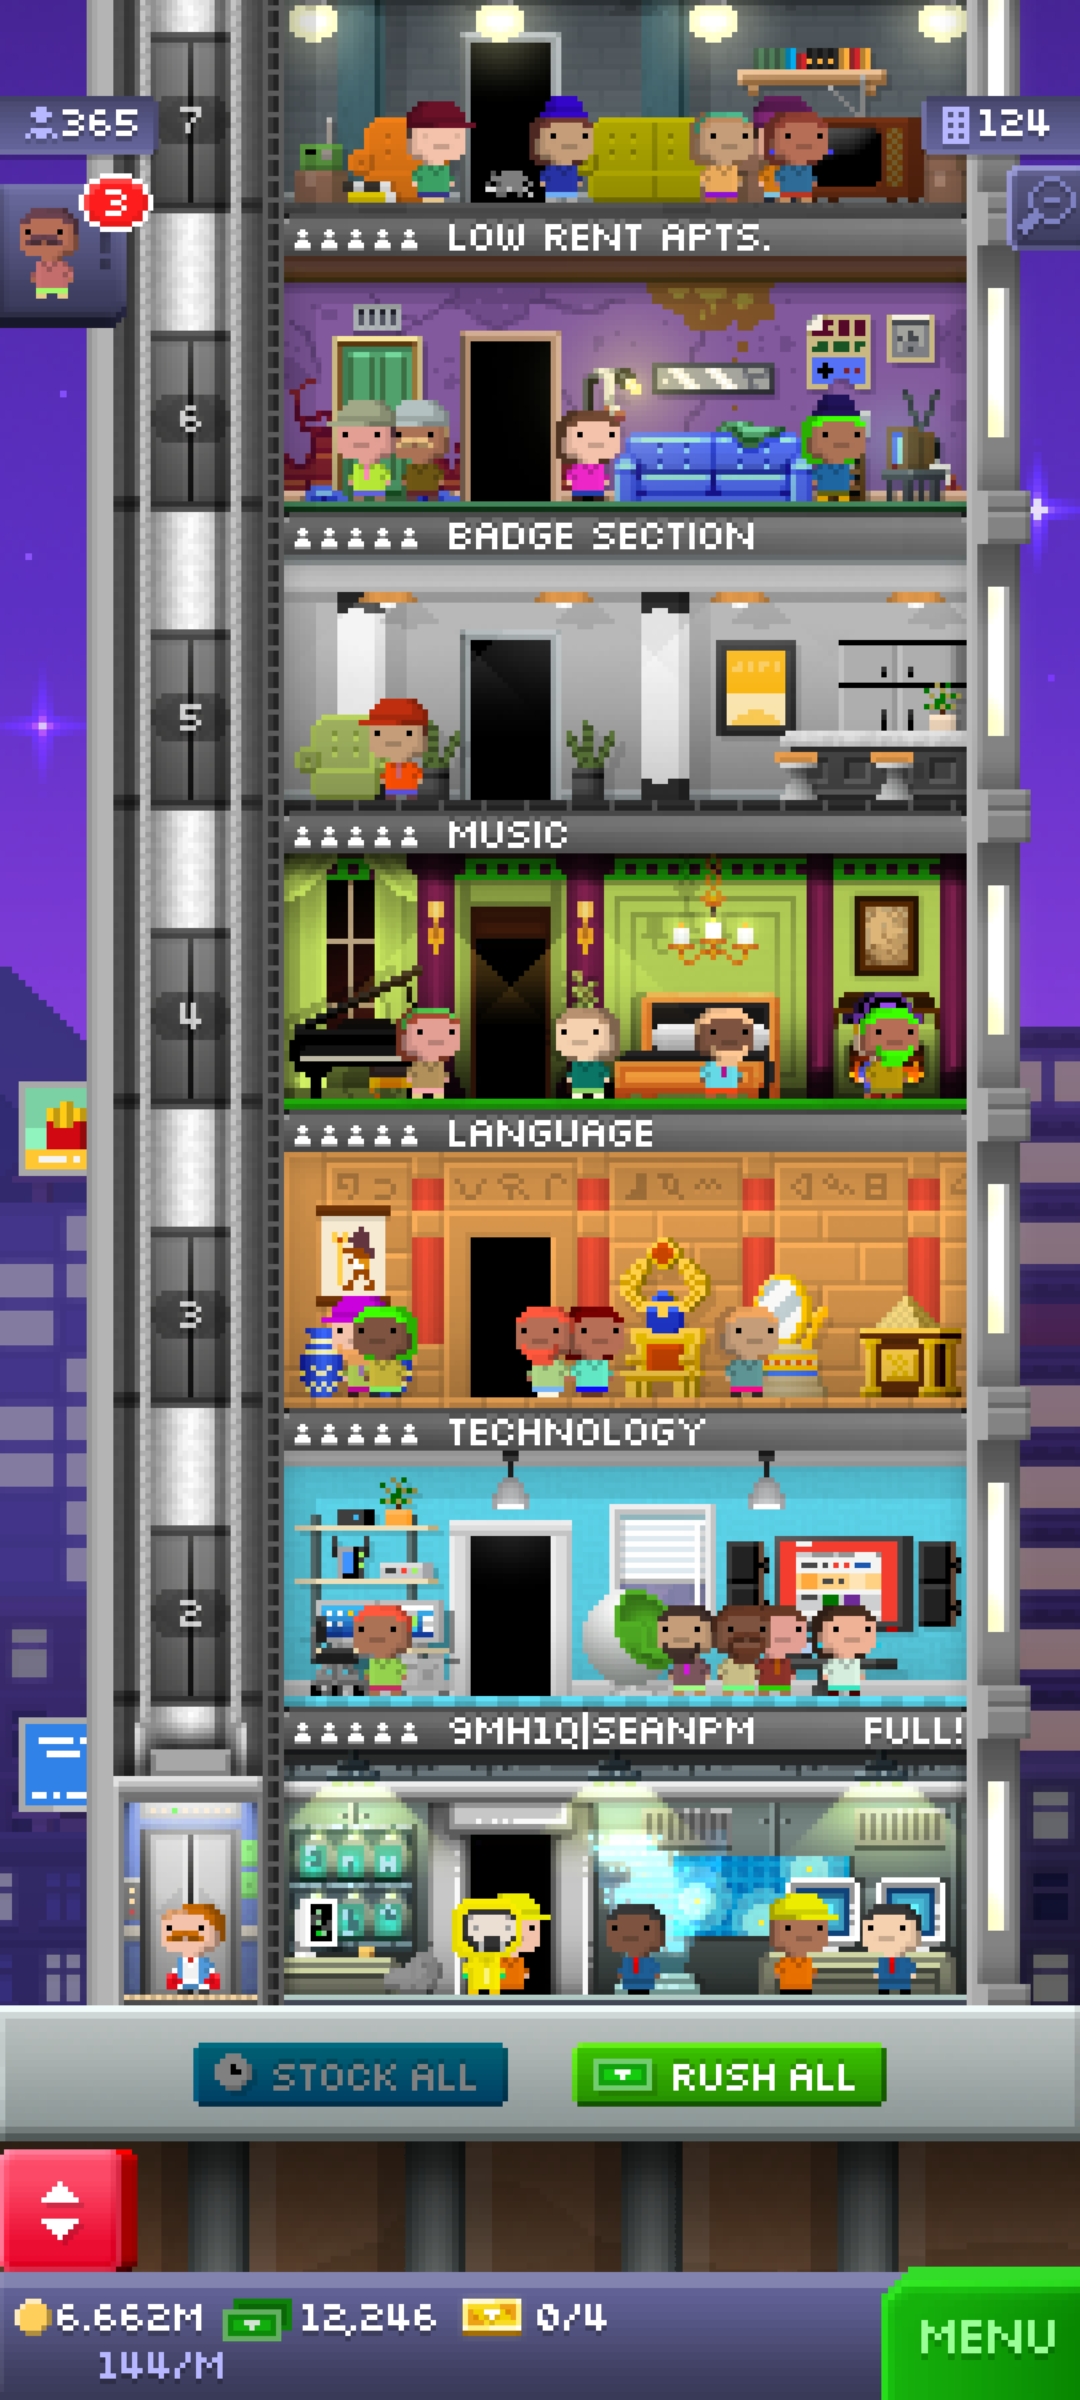 7
365
124
3
LOW RENT APTS.
6
BADGE SECTION
5
MUSIC
4
LANGUAGE
3
TECHNOLOGY
2
9MH1Q|SEANPM FULL!
STOCK ALL
RUSH ALL
6.662M 12,246 0/4
144/M
MENU